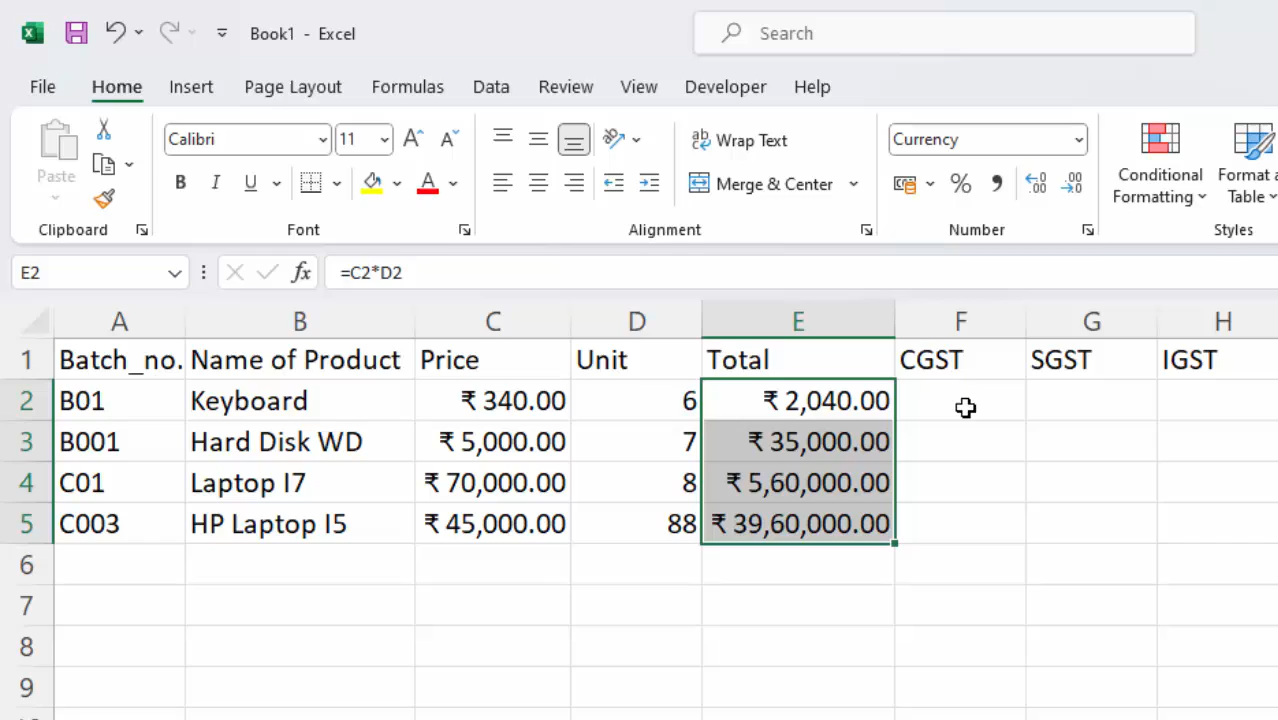 Book1 - Excel
Search
File Home Insert Page Layout Formulas Data Review View Developer Help
Paste
Calibri 11
B I U A
Wrap Text
Merge & Center
Currency
% ,
Conditional Formatting
Format a
Table
Clipboard Font Alignment Number Styles
E2 fx =C2*D2
A B C D E F G H
1 Batch_no. Name of Product Price Unit Total CGST SGST IGST
2 B01 Keyboard ₹ 340.00 6 ₹ 2,040.00
3 B001 Hard Disk WD ₹ 5,000.00 7 ₹ 35,000.00
4 C01 Laptop I7 ₹ 70,000.00 8 ₹ 5,60,000.00
5 C003 HP Laptop I5 ₹ 45,000.00 88 ₹ 39,60,000.00
6
7
8
9